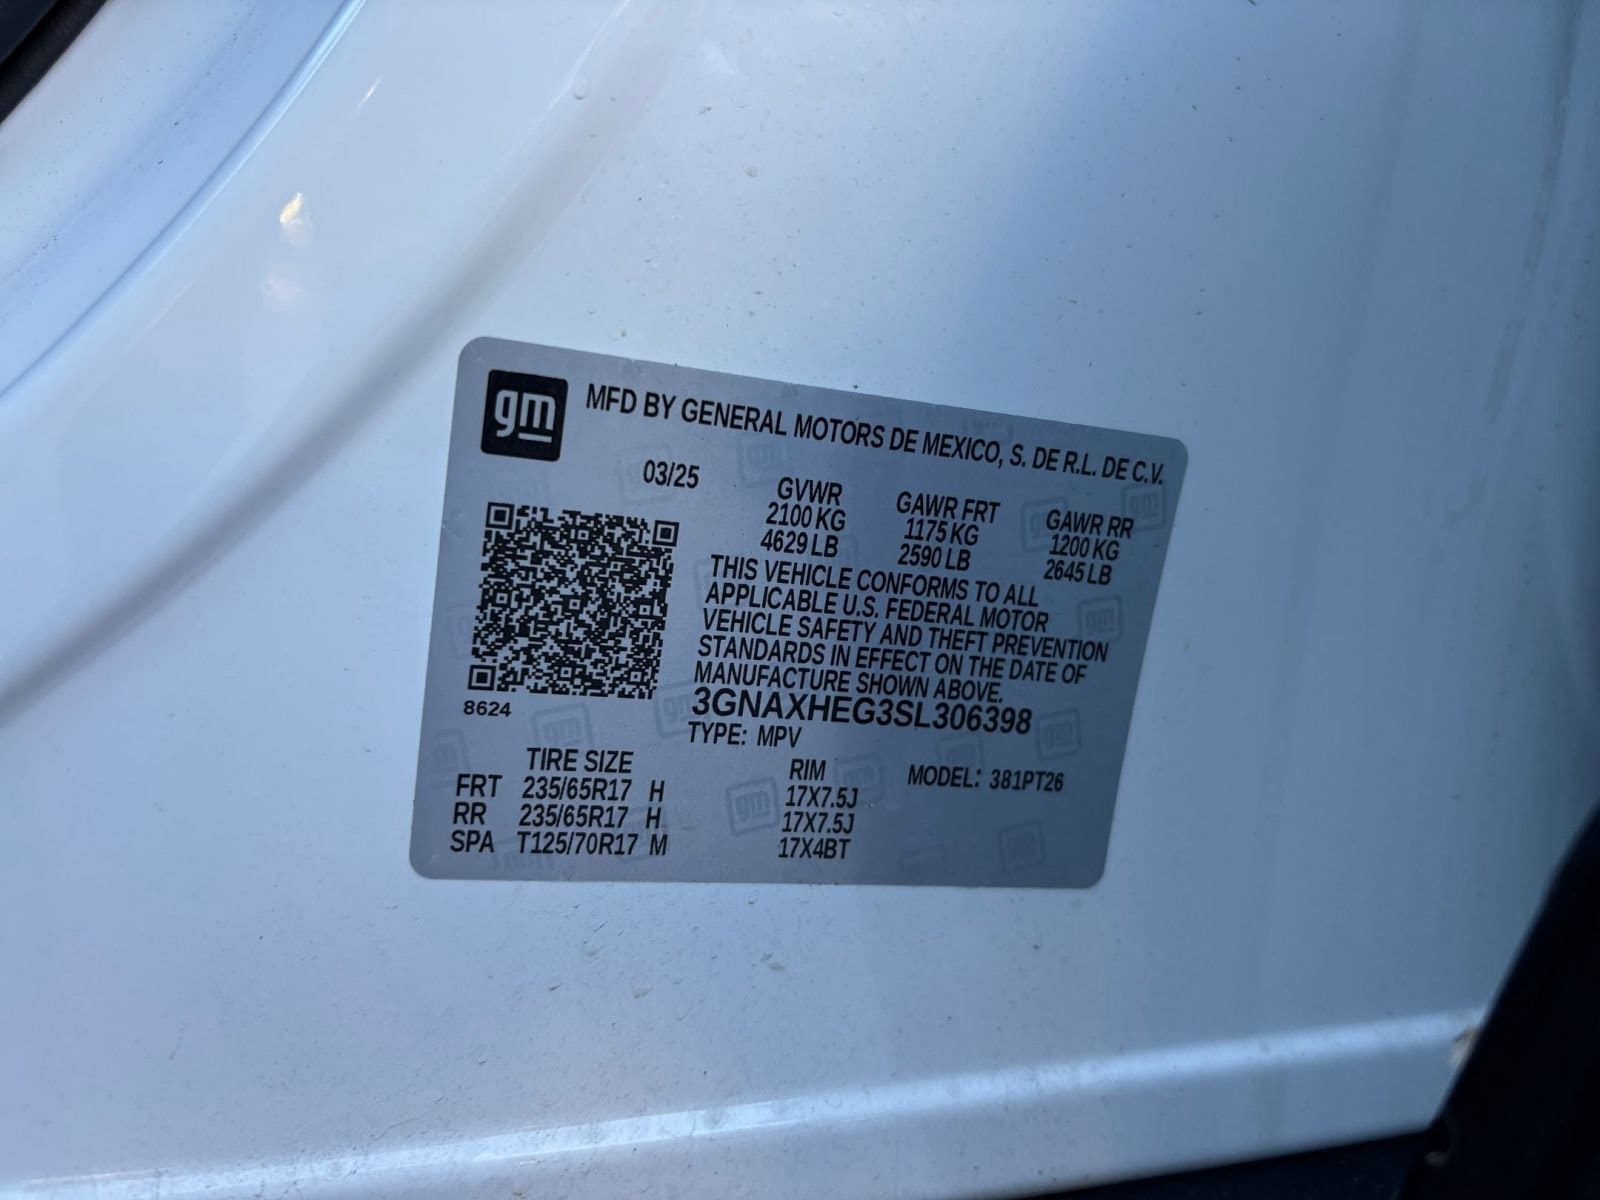 gm
MFD BY GENERAL MOTORS DE MEXICO, S. DE R.L. DE C.V.
03/25
GVWR GAWR FRT GAWR RR
2100 KG 1175 KG 1200 KG
4629 LB 2590 LB 2645 LB
THIS VEHICLE CONFORMS TO ALL
APPLICABLE U.S. FEDERAL MOTOR
VEHICLE SAFETY AND THEFT PREVENTION
STANDARDS IN EFFECT ON THE DATE OF
MANUFACTURE SHOWN ABOVE.
8624
3GNAXHEG3SL306398
TYPE: MPV
TIRE SIZE RIM MODEL: 381PT26
FRT 235/65R17 H 17X7.5J
RR 235/65R17 H 17X7.5J
SPA T125/70R17 M 17X4BT